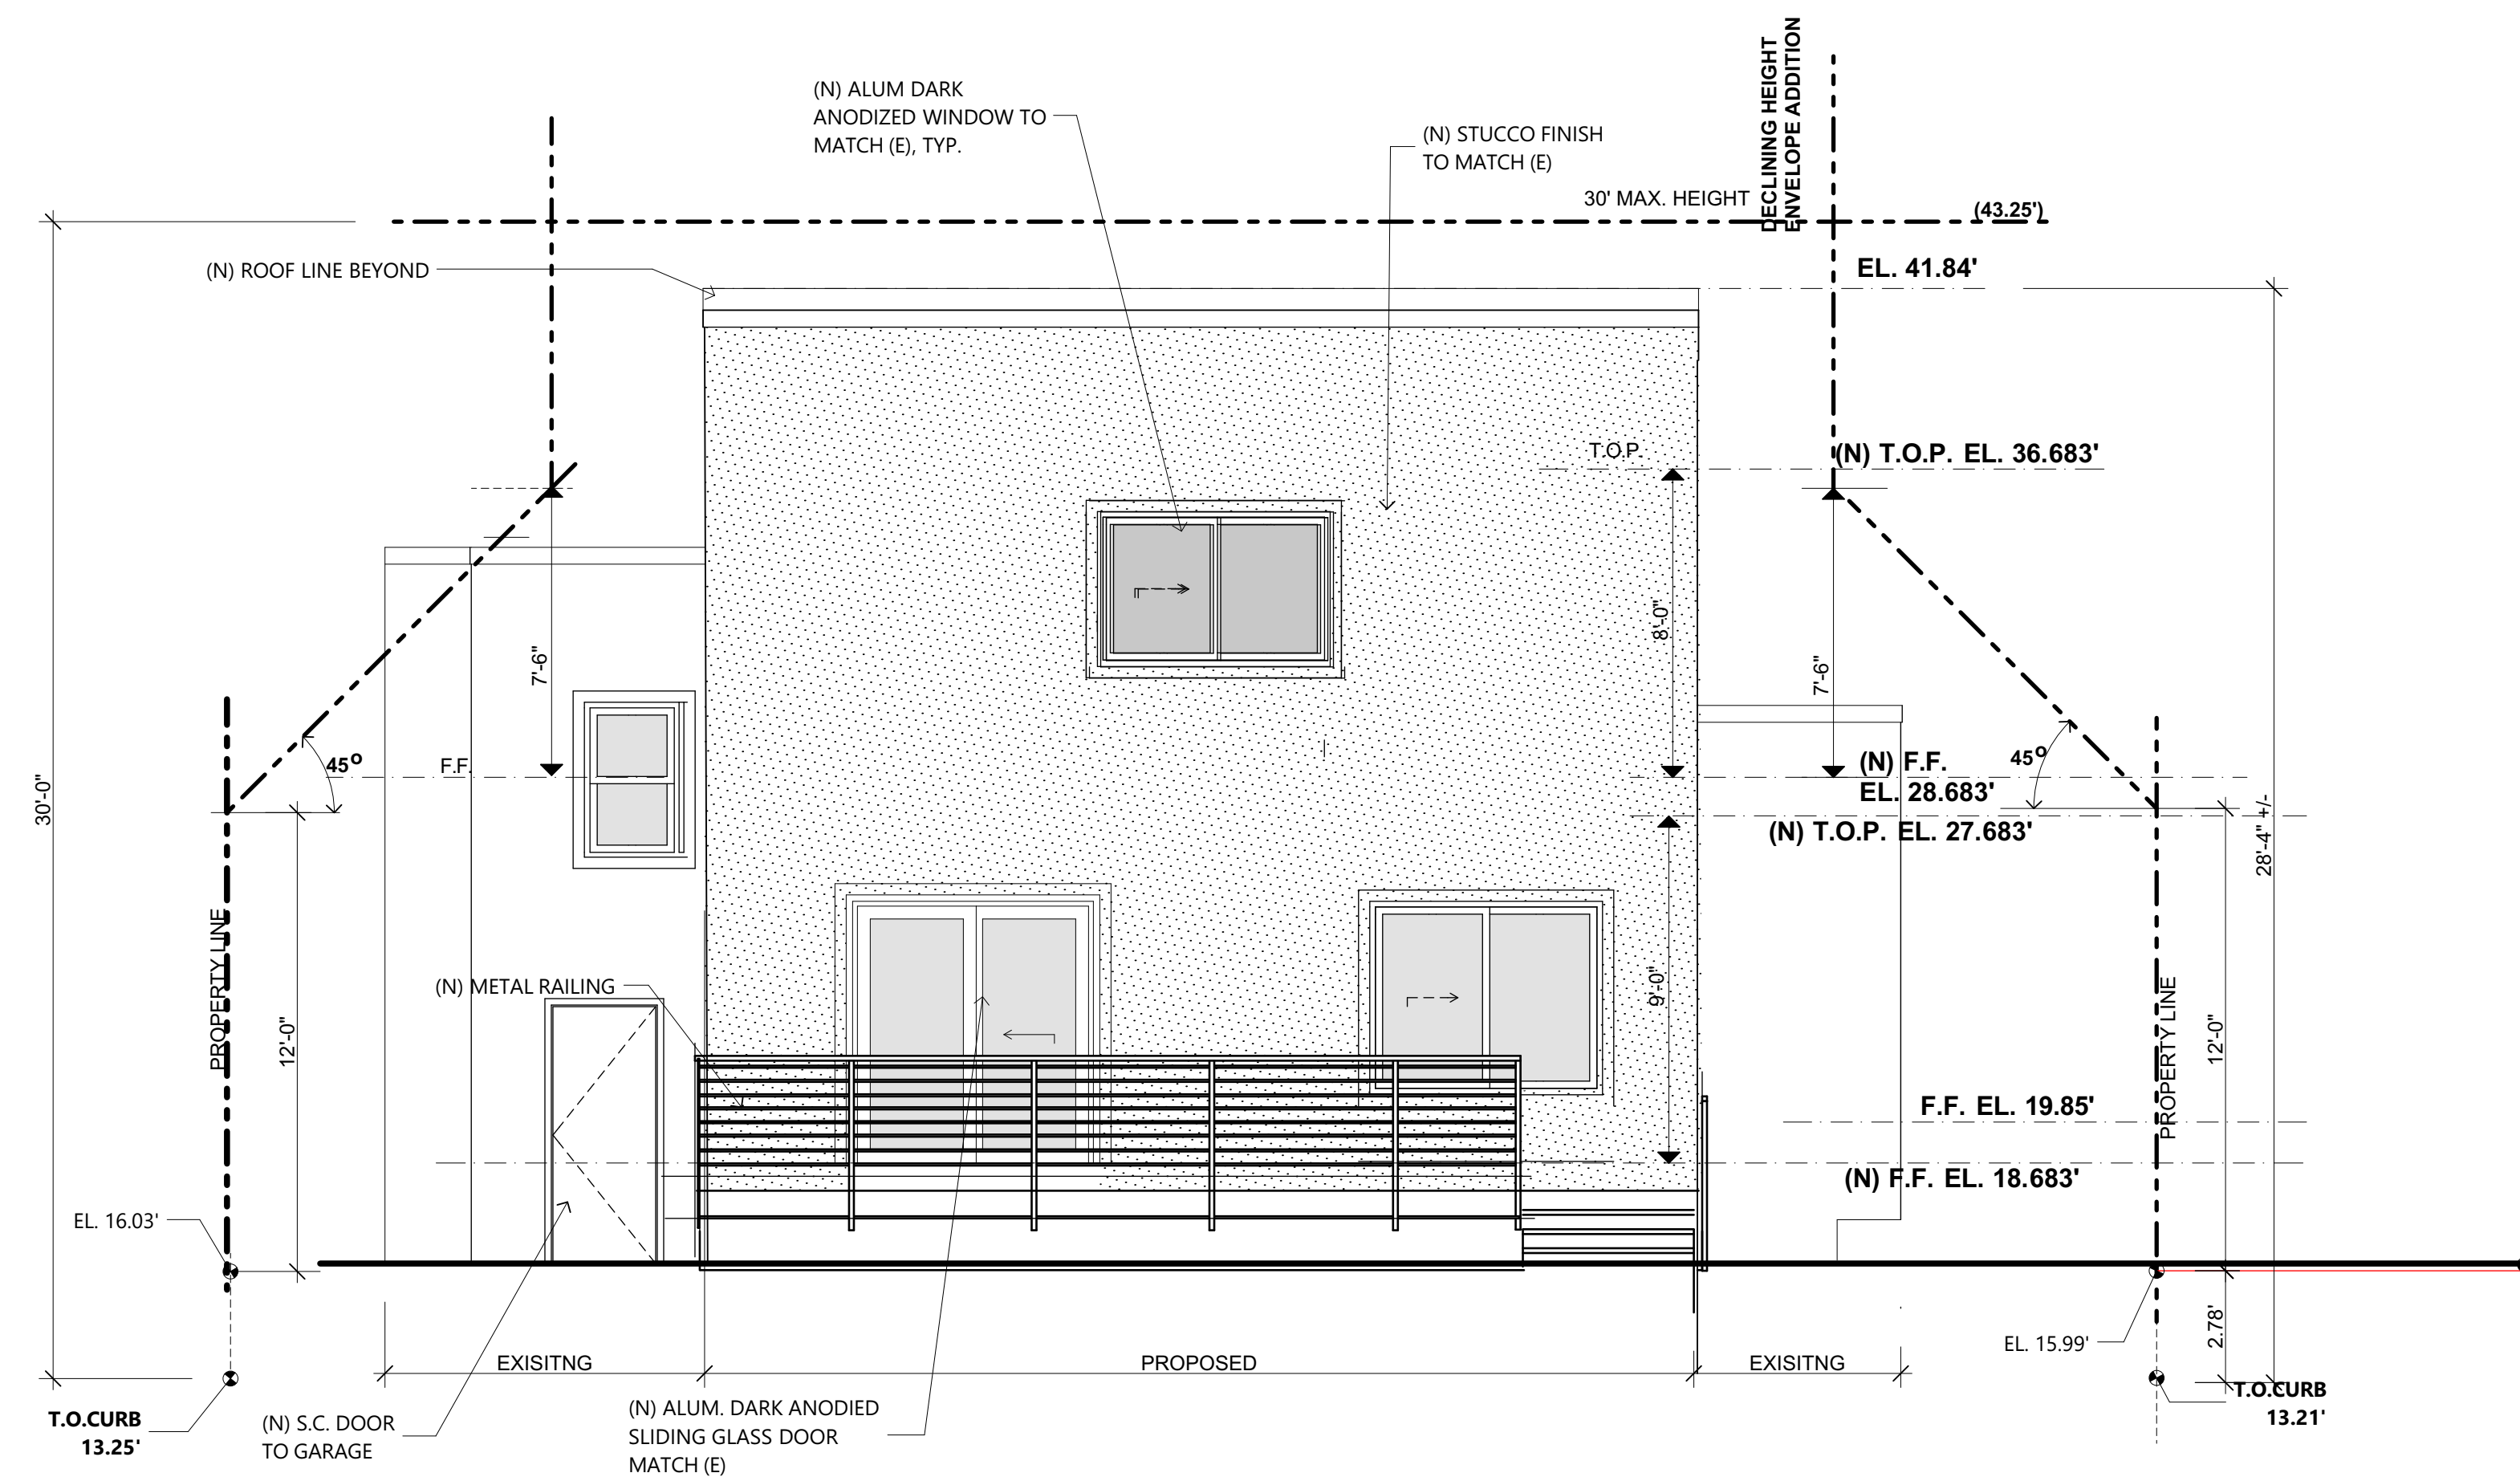 DECLINING HEIGHT
ENVELOPE ADDITION
(N) ALUM DARK
ANODIZED WINDOW TO
MATCH (E), TYP.
(N) STUCCO FINISH
TO MATCH (E)
30' MAX. HEIGHT
(43.25')
(N) ROOF LINE BEYOND
EL. 41.84'
T.O.P.
(N) T.O.P. EL. 36.683'
8'-0"
7'-6"
7'-6"
45°
F.F.
45°
(N) F.F.
EL. 28.683'
(N) T.O.P. EL. 27.683'
30'-0"
28'-4" +/-
PROPERTY LINE
12'-0"
(N) METAL RAILING
9'-0"
PROPERTY LINE
12'-0"
F.F. EL. 19.85'
(N) F.F. EL. 18.683'
EL. 16.03'
EL. 15.99'
2.78'
EXISITNG
PROPOSED
EXISITNG
T.O.CURB
13.25'
(N) S.C. DOOR
TO GARAGE
(N) ALUM. DARK ANODIED
SLIDING GLASS DOOR
MATCH (E)
T.O.CURB
13.21'